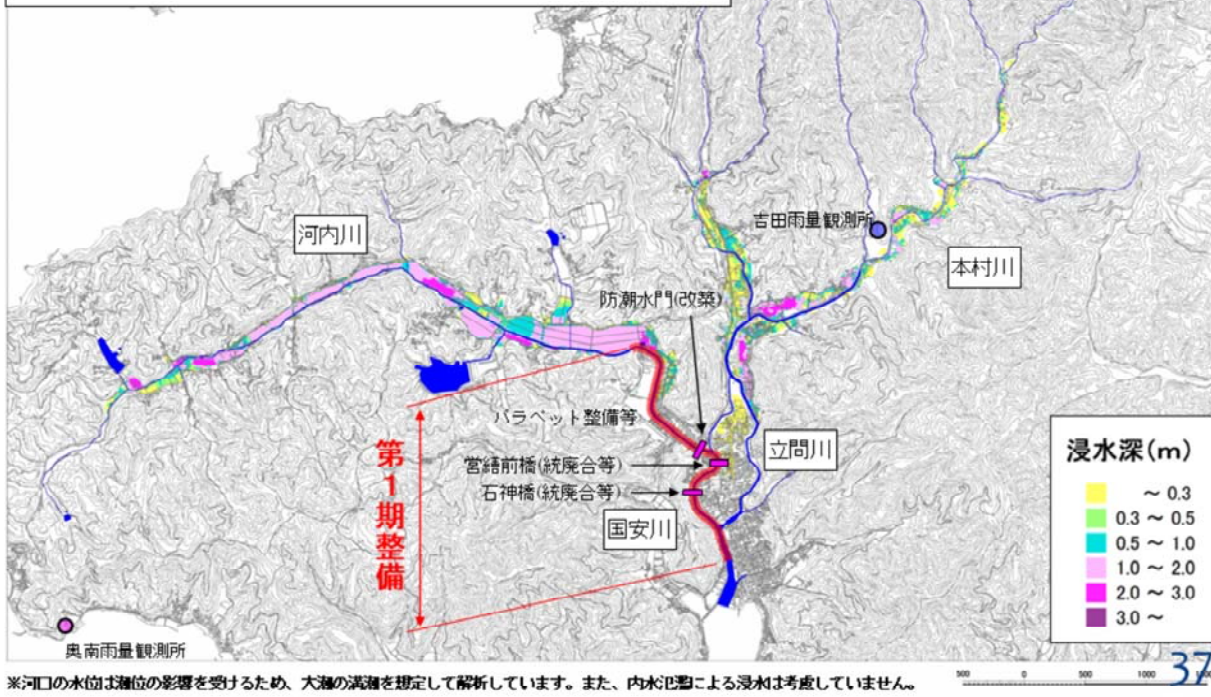 河内川
吉田雨量観測所
本村川
防潮水門(改築)
パラペット整備等
営繕前橋(統廃合等)
石神橋(統廃合等)
立間川
国安川
第1期整備
奥南雨量観測所
浸水深(m)
~ 0.3
0.3 ~ 0.5
0.5 ~ 1.0
1.0 ~ 2.0
2.0 ~ 3.0
3.0 ~
※河口の水位は潮位の影響を受けるため、大潮の満潮を想定して解析しています。また、内水氾濫による浸水は考慮していません。
500 0 500 1000
37